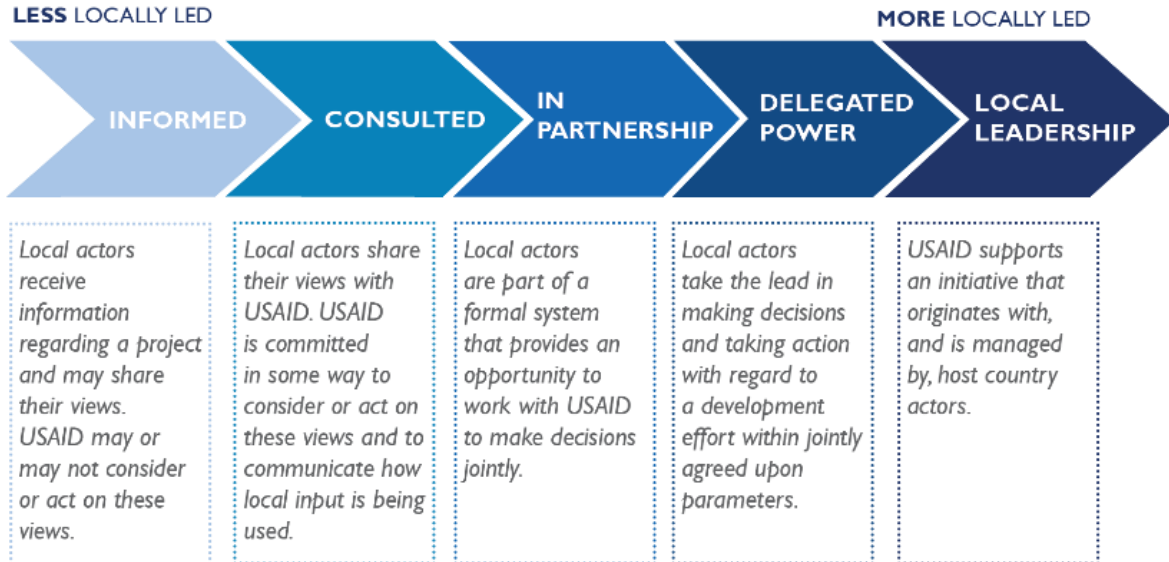 LESS LOCALLY LED
MORE LOCALLY LED
INFORMED
CONSULTED
IN
PARTNERSHIP
DELEGATED
POWER
LOCAL
LEADERSHIP
Local actors
receive
information
regarding a project
and may share
their views.
USAID may or
may not consider
or act on these
views.
Local actors share
their views with
USAID. USAID
is committed
in some way to
consider or act on
these views and to
communicate how
local input is being
used.
Local actors
are part of a
formal system
that provides an
opportunity to
work with USAID
to make decisions
jointly.
Local actors
take the lead in
making decisions
and taking action
with regard to
a development
effort within jointly
agreed upon
parameters.
USAID supports
an initiative that
originates with,
and is managed
by, host country
actors.